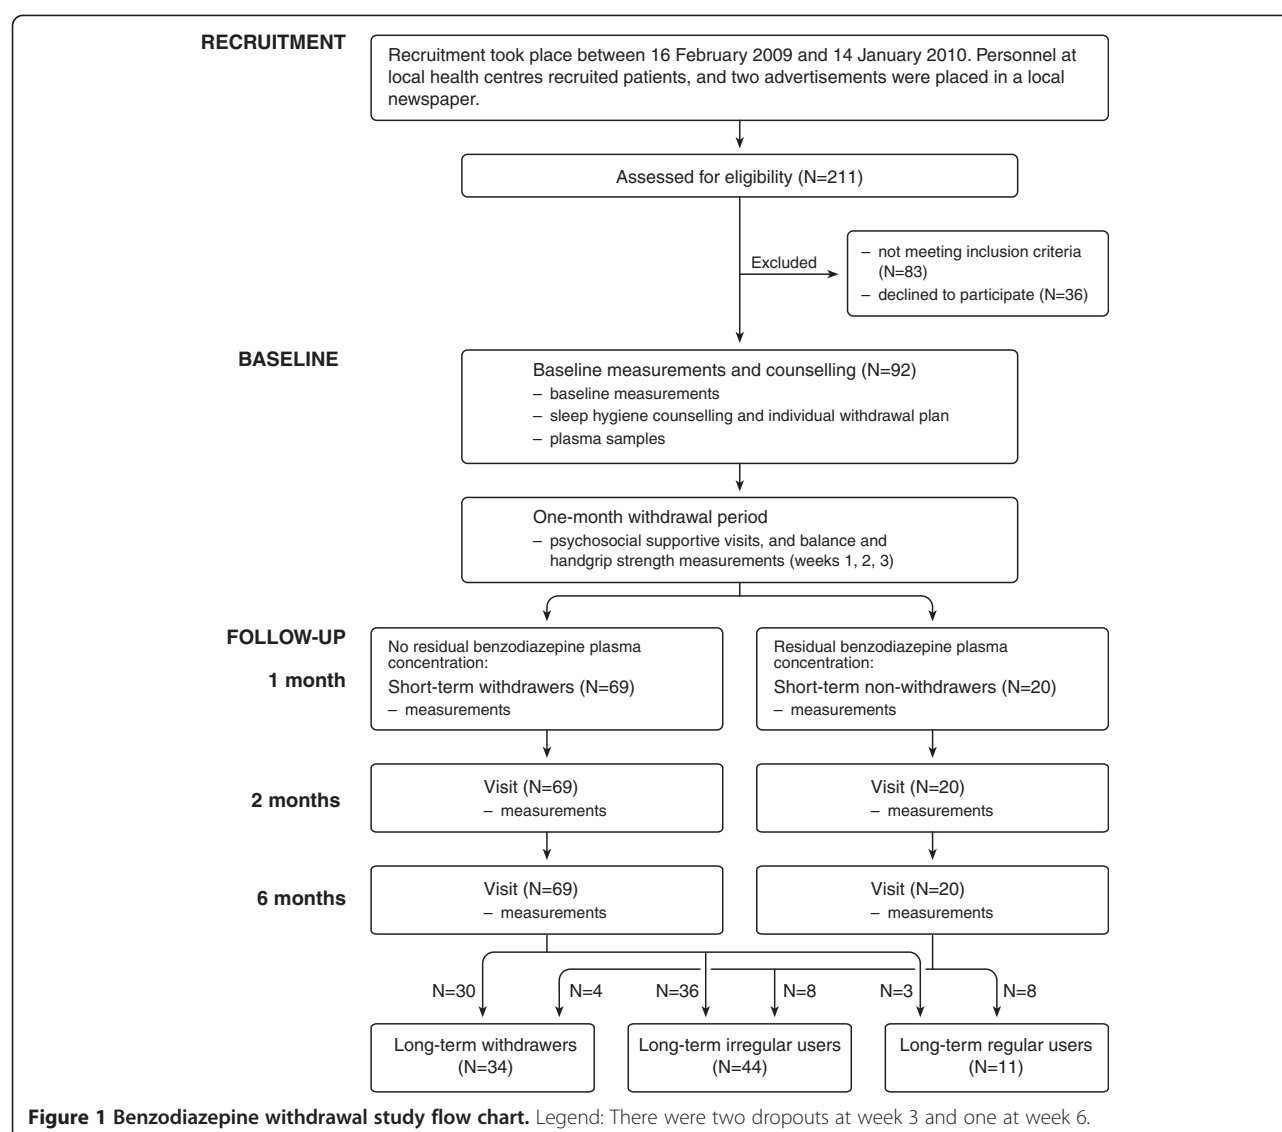 RECRUITMENT
Recruitment took place between 16 February 2009 and 14 January 2010. Personnel at
local health centres recruited patients, and two advertisements were placed in a local
newspaper.
Assessed for eligibility (N=211)
Excluded
– not meeting inclusion criteria
(N=83)
– declined to participate (N=36)
BASELINE
Baseline measurements and counselling (N=92)
– baseline measurements
– sleep hygiene counselling and individual withdrawal plan
– plasma samples
One-month withdrawal period
– psychosocial supportive visits, and balance and
handgrip strength measurements (weeks 1, 2, 3)
FOLLOW-UP
1 month
No residual benzodiazepine plasma
concentration:
Short-term withdrawers (N=69)
– measurements
Residual benzodiazepine plasma
concentration:
Short-term non-withdrawers (N=20)
– measurements
2 months
Visit (N=69)
– measurements
Visit (N=20)
– measurements
6 months
Visit (N=69)
– measurements
Visit (N=20)
– measurements
N=30 N=4 N=36 N=8 N=3 N=8
Long-term withdrawers
(N=34)
Long-term irregular users
(N=44)
Long-term regular users
(N=11)
Figure 1 Benzodiazepine withdrawal study flow chart. Legend: There were two dropouts at week 3 and one at week 6.